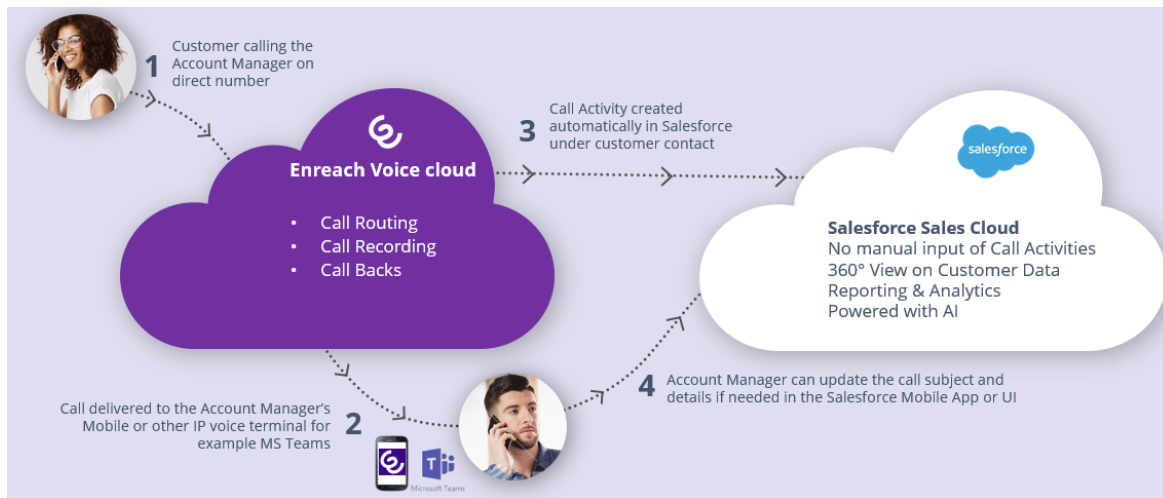 1
Customer calling the
Account Manager on
direct number
Enreach Voice cloud
• Call Routing
• Call Recording
• Call Backs
3
Call Activity created
automatically in Salesforce
under customer contact
salesforce
Salesforce Sales Cloud
No manual input of Call Activities
360° View on Customer Data
Reporting & Analytics
Powered with AI
2
Call delivered to the Account Manager's
Mobile or other IP voice terminal for
example MS Teams
T
Microsoft Teams
4
Account Manager can update the call subject and
details if needed in the Salesforce Mobile App or UI